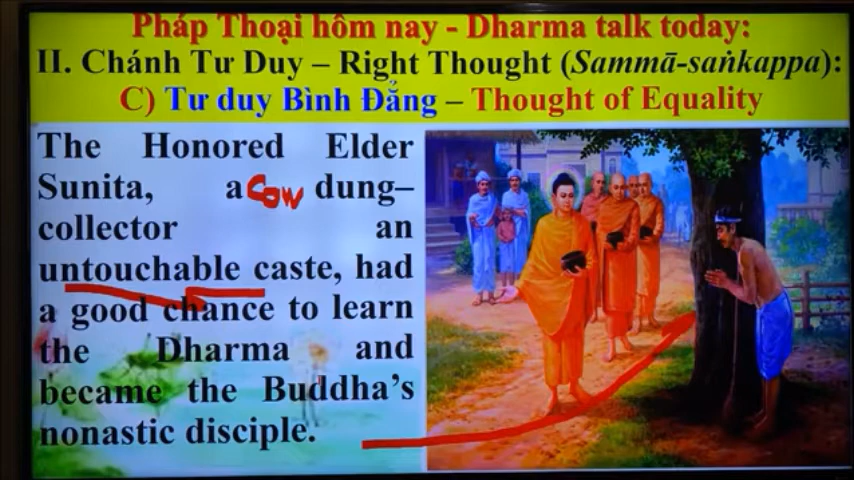 Pháp Thoại hôm nay - Dharma talk today:
II. Chánh Tư Duy – Right Thought (Sammā-saṅkappa):
C) Tư duy Bình Đẳng – Thought of Equality
The Honored Elder
Sunita, a cow dung–
collector an
untouchable caste, had
a good chance to learn
the Dharma and
became the Buddha's
nonastic disciple.